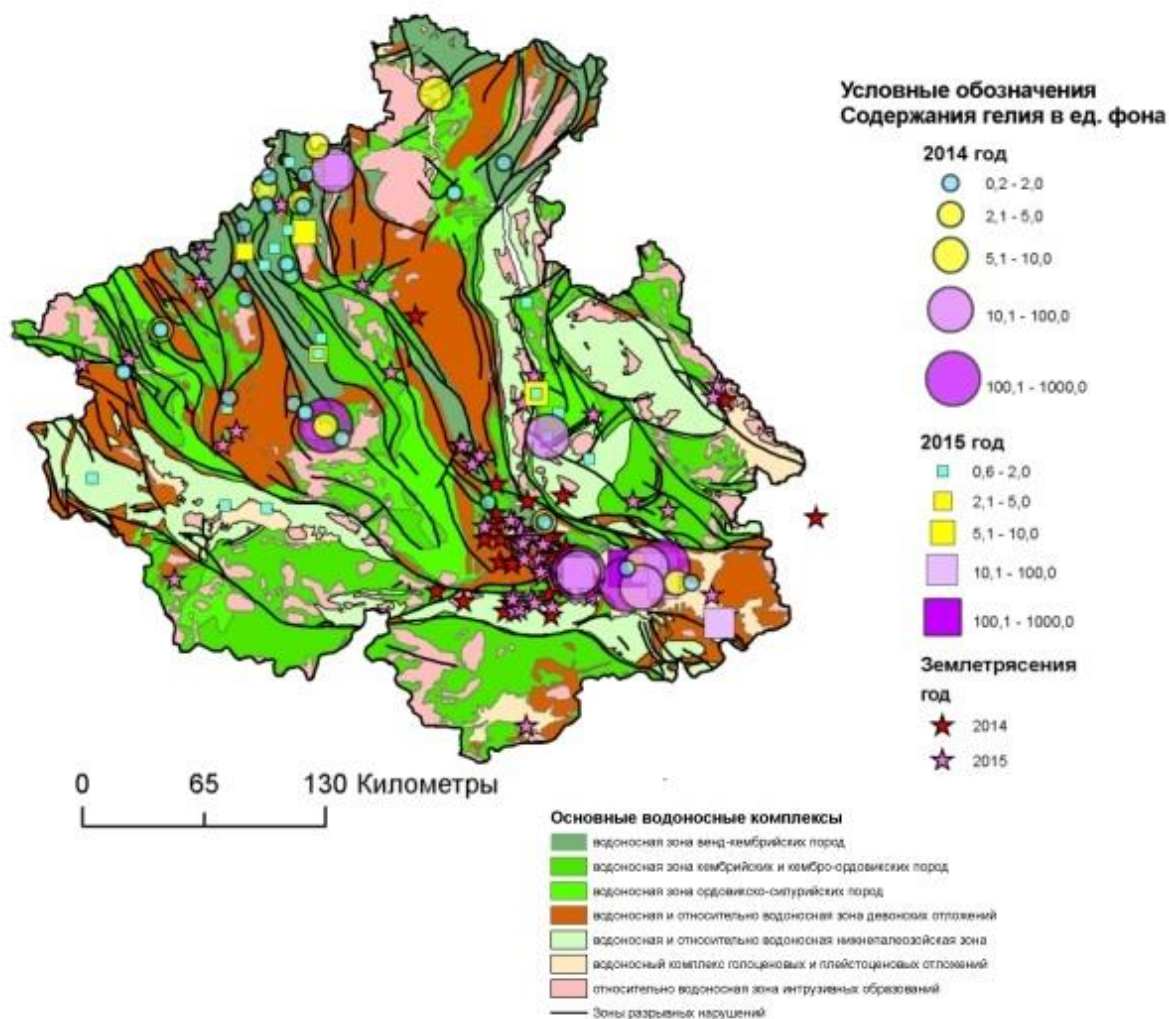 Условные обозначения
Содержания гелия в ед. фона
2014 год
0,2 - 2,0
2,1 - 5,0
5,1 - 10,0
10,1 - 100,0
100,1 - 1000,0
2015 год
0,6 - 2,0
2,1 - 5,0
5,1 - 10,0
10,1 - 100,0
100,1 - 1000,0
Землетрясения
год
2014
2015
0 65 130 Километры
Основные водоносные комплексы
водоносная зона венд-кембрийских пород
водоносная зона кембрийских и кембро-ордовикских пород
водоносная зона ордовикско-силурийских пород
водоносная и относительно водоносная зона девонских отложений
водоносная и относительно водоносная нижнепалеозойская зона
водоносный комплекс голоценовых и плейстоценовых отложений
относительно водоносная зона интрузивных образований
Зоны разрывных нарушений